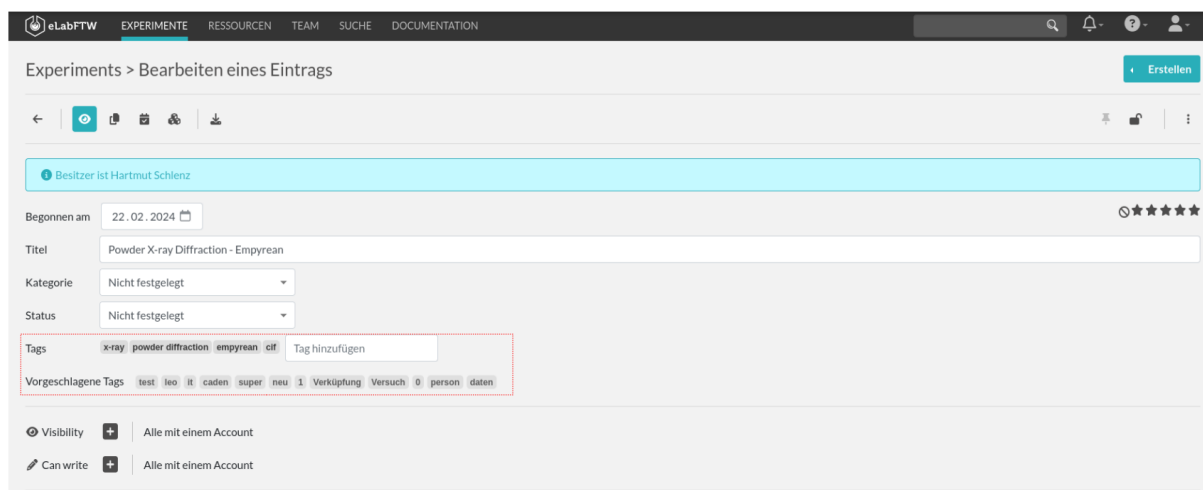 eLabFTW EXPERIMENTE RESSOURCEN TEAM SUCHE DOCUMENTATION
Experiments > Bearbeiten eines Eintrags
Erstellen
Besitzer ist Hartmut Schlenz
Begonnen am 22.02.2024
Titel Powder X-ray Diffraction - Empyrean
Kategorie Nicht festgelegt
Status Nicht festgelegt
Tags x-ray powder diffraction empyrean cif Tag hinzufügen
Vorgeschlagene Tags test leo it caden super neu 1 Verküpfung Versuch 0 person daten
Visibility + Alle mit einem Account
Can write + Alle mit einem Account